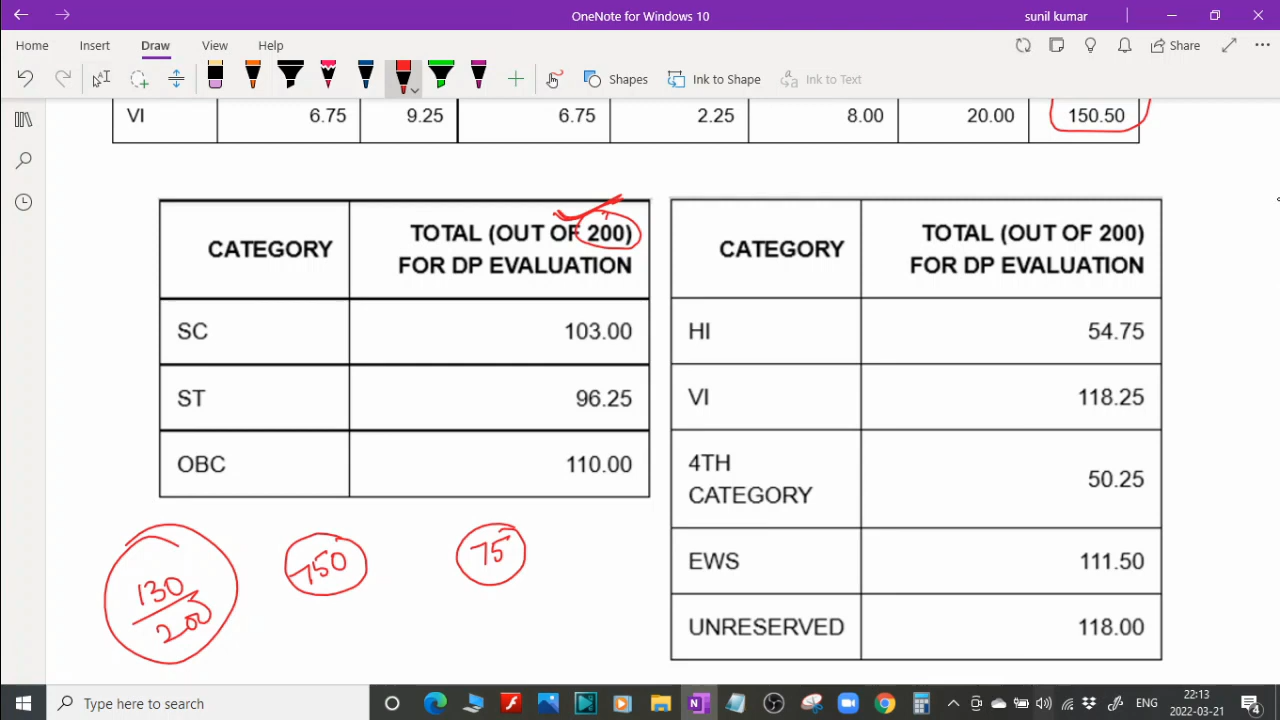 OneNote for Windows 10
sunil kumar
Home Insert Draw View Help
Share
Shapes Ink to Shape Ink to Text
VI 6.75 9.25 6.75 2.25 8.00 20.00 150.50
CATEGORY
TOTAL (OUT OF 200)
FOR DP EVALUATION
SC 103.00
ST 96.25
OBC 110.00
CATEGORY
TOTAL (OUT OF 200)
FOR DP EVALUATION
HI 54.75
VI 118.25
4TH
CATEGORY
50.25
EWS 111.50
UNRESERVED 118.00
130
200
750
75
Type here to search
ENG
22:13
2022-03-21
4